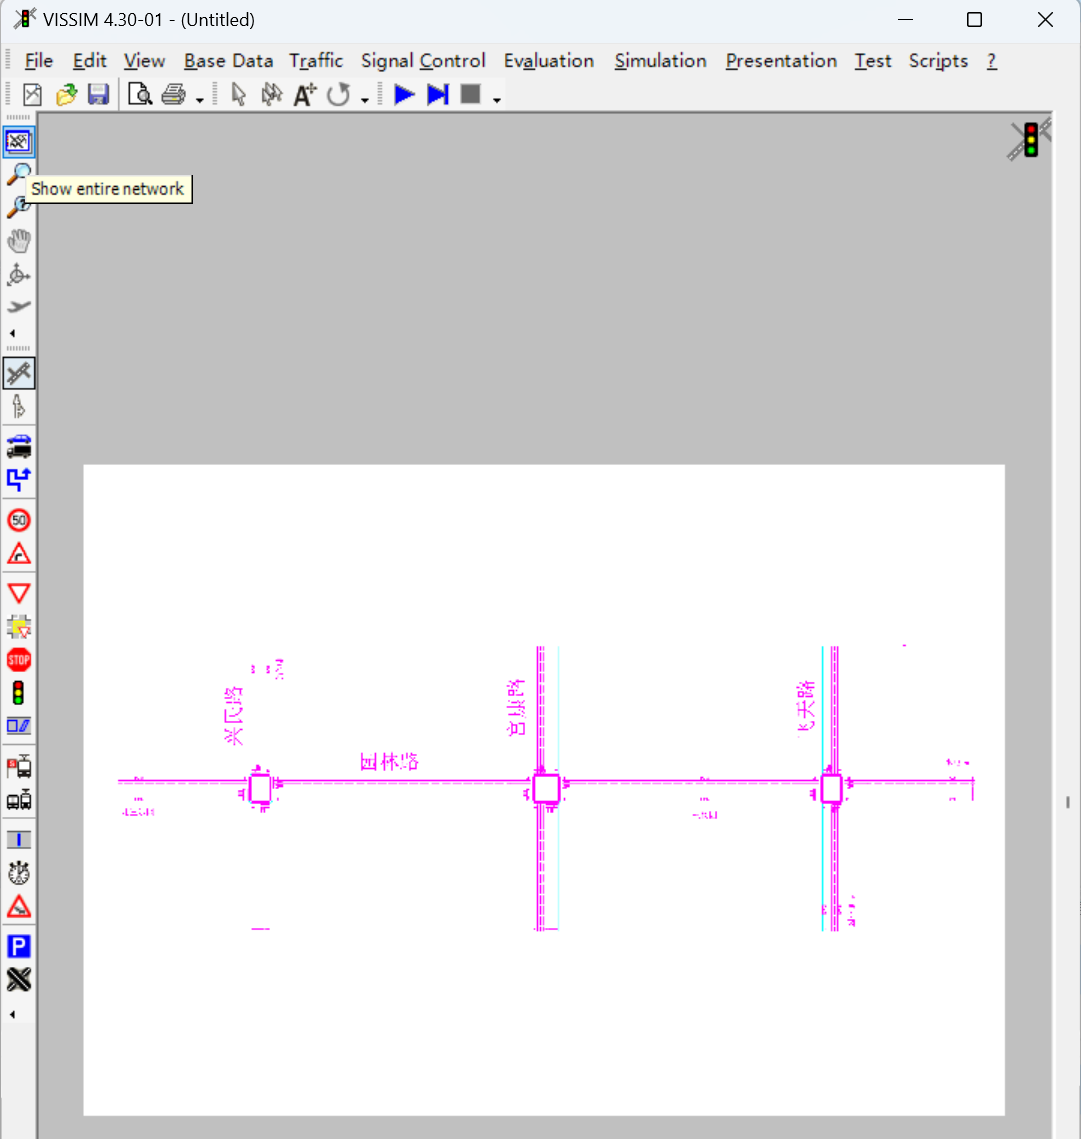 VISSIM 4.30-01 - (Untitled)
File Edit View Base Data Traffic Signal Control Evaluation Simulation Presentation Test Scripts ?
Show entire network
50
STOP
P
兴民路
宫康路
飞天路
园林路